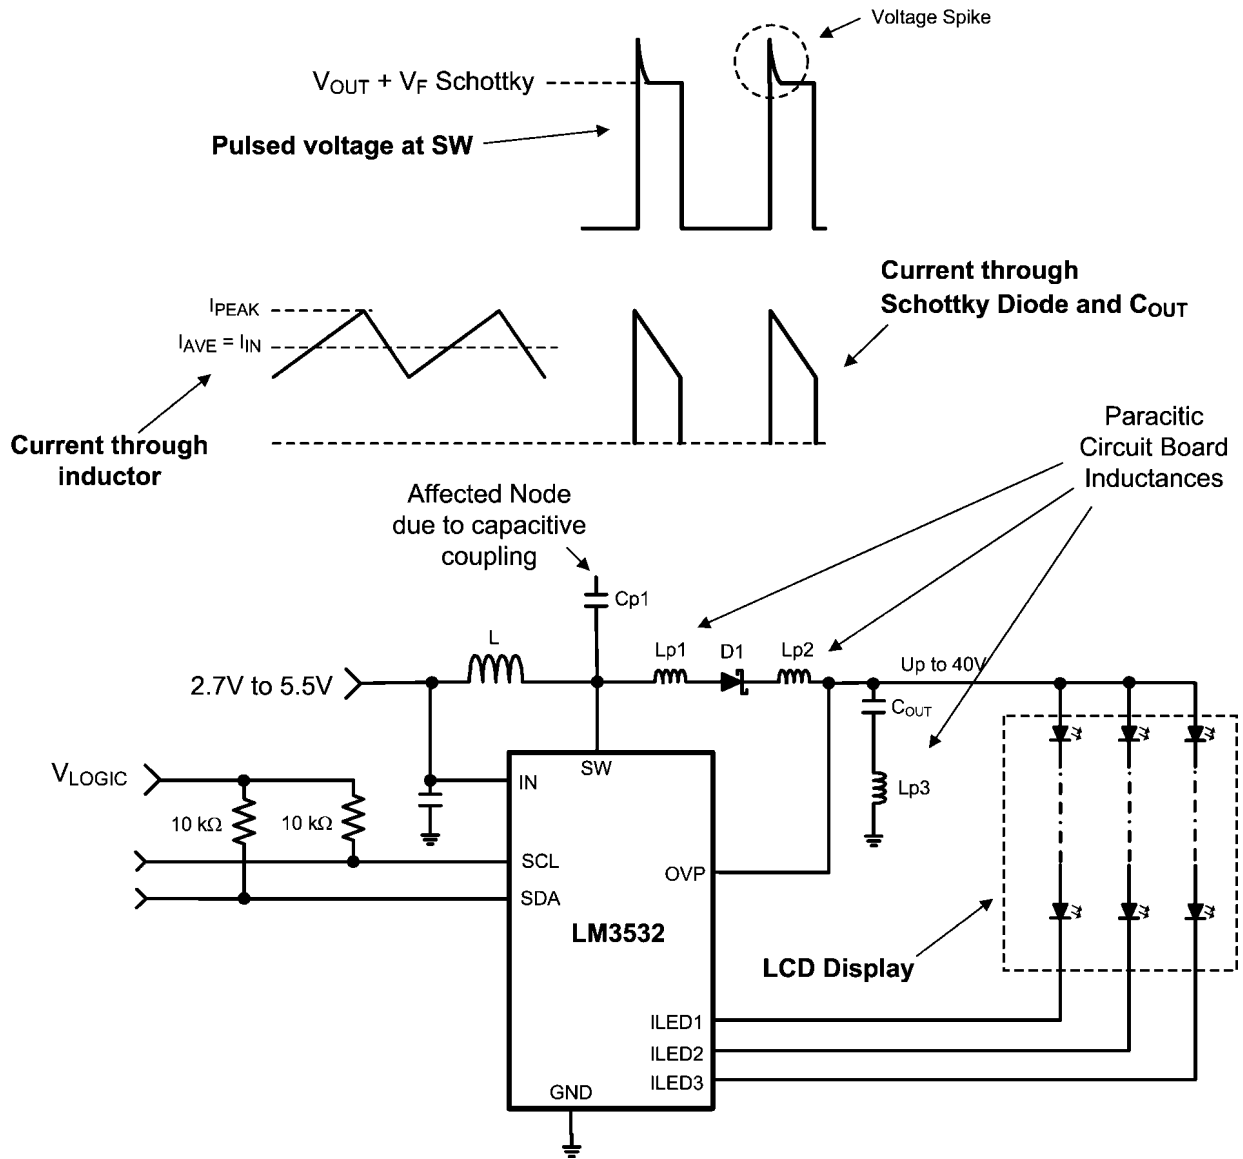 Voltage Spike
VOUT + VF Schottky
Pulsed voltage at SW
Current through
Schottky Diode and COUT
IPEAK
IAVE = IIN
Current through
inductor
Paracitic
Circuit Board
Inductances
Affected Node
due to capacitive
coupling
Cp1
L
Lp1
D1
Lp2
Up to 40V
2.7V to 5.5V
COUT
SW
VLOGIC
IN
Lp3
10 kΩ
10 kΩ
SCL
OVP
SDA
LM3532
LCD Display
ILED1
ILED2
ILED3
GND